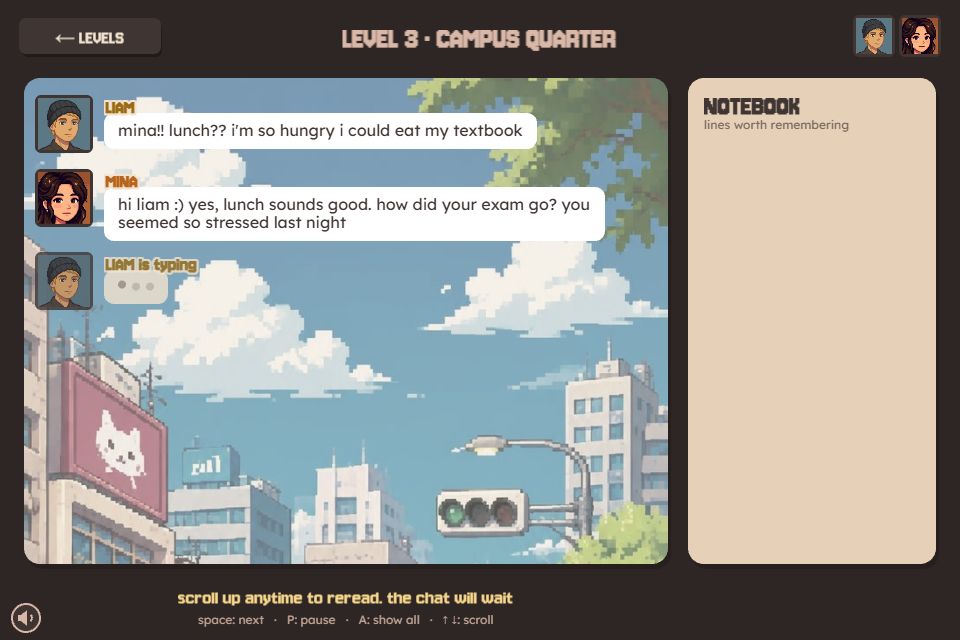 ← LEVELS
LEVEL 3 · CAMPUS QUARTER
LIAM
mina!! lunch?? i'm so hungry i could eat my textbook
MINA
hi liam :) yes, lunch sounds good. how did your exam go? you
seemed so stressed last night
LIAM is typing
NOTEBOOK
lines worth remembering
scroll up anytime to reread. the chat will wait
space: next · P: pause · A: show all · ↑↓: scroll